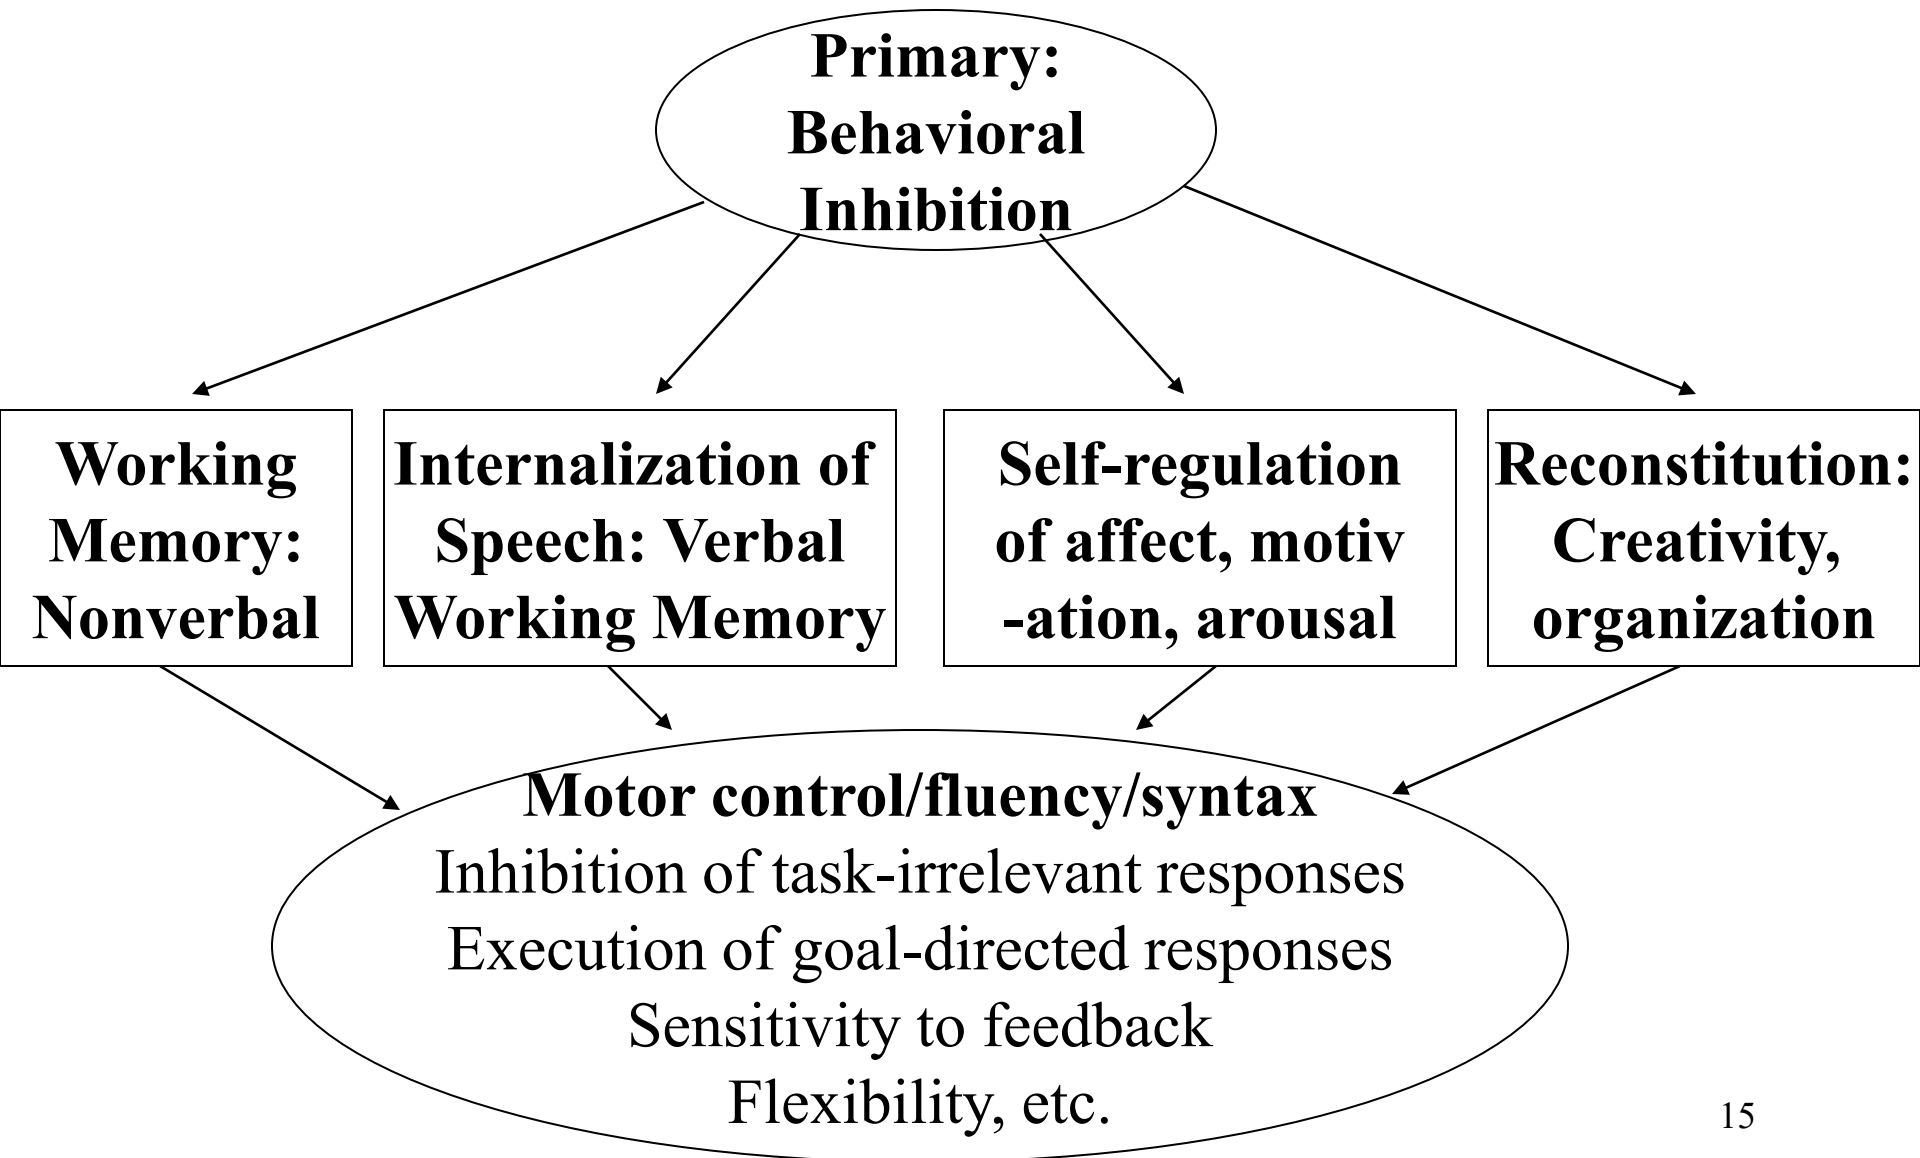 Primary:
Behavioral
Inhibition
Working
Memory:
Nonverbal
Internalization of
Speech: Verbal
Working Memory
Self-regulation
of affect, motiv
-ation, arousal
Reconstitution:
Creativity,
organization
Motor control/fluency/syntax
Inhibition of task-irrelevant responses
Execution of goal-directed responses
Sensitivity to feedback
Flexibility, etc.
15